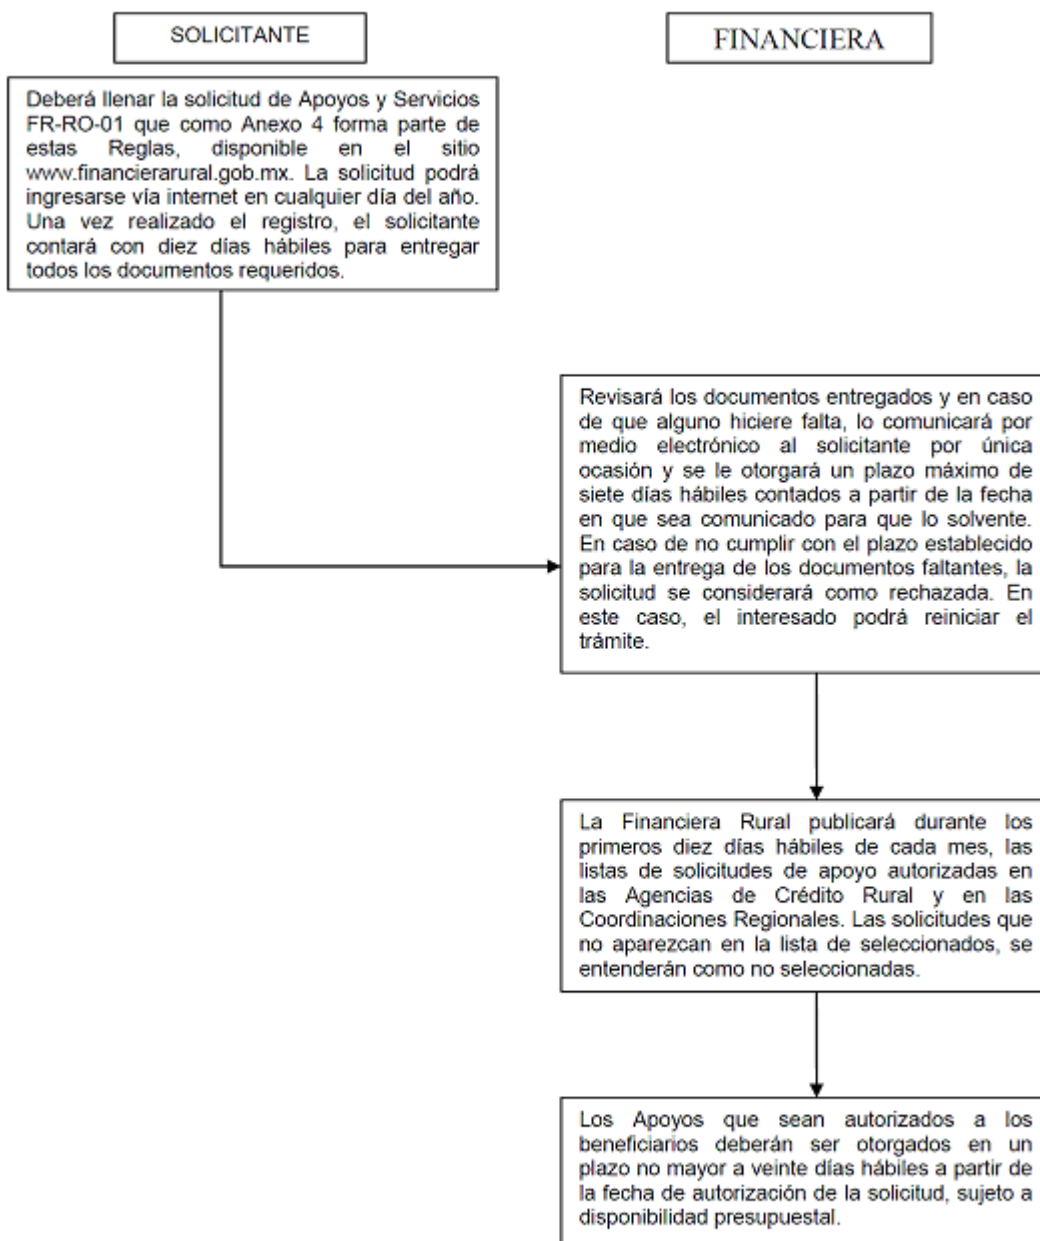 SOLICITANTE
FINANCIERA
Deberá llenar la solicitud de Apoyos y Servicios
FR-RO-01 que como Anexo 4 forma parte de
estas Reglas, disponible en el sitio
www.financierarural.gob.mx. La solicitud podrá
ingresarse vía internet en cualquier día del año.
Una vez realizado el registro, el solicitante
contará con diez días hábiles para entregar
todos los documentos requeridos.
Revisará los documentos entregados y en caso
de que alguno hiciere falta, lo comunicará por
medio electrónico al solicitante por única
ocasión y se le otorgará un plazo máximo de
siete días hábiles contados a partir de la fecha
en que sea comunicado para que lo solvente.
En caso de no cumplir con el plazo establecido
para la entrega de los documentos faltantes, la
solicitud se considerará como rechazada. En
este caso, el interesado podrá reiniciar el
trámite.
La Financiera Rural publicará durante los
primeros diez días hábiles de cada mes, las
listas de solicitudes de apoyo autorizadas en
las Agencias de Crédito Rural y en las
Coordinaciones Regionales. Las solicitudes que
no aparezcan en la lista de seleccionados, se
entenderán como no seleccionadas.
Los Apoyos que sean autorizados a los
beneficiarios deberán ser otorgados en un
plazo no mayor a veinte días hábiles a partir de
la fecha de autorización de la solicitud, sujeto a
disponibilidad presupuestal.